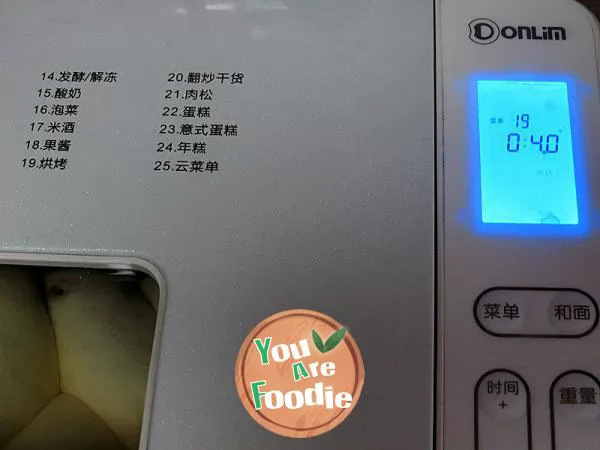 DONLIM
14.发酵/解冻
15.酸奶
16.泡菜
17.米酒
18.果酱
19.烘烤
20.翻炒干货
21.肉松
22.蛋糕
23.意式蛋糕
24.年糕
25.云菜单
菜单 19
0:40
菜单
和面
时间
+
重量
You
Are
Foodie